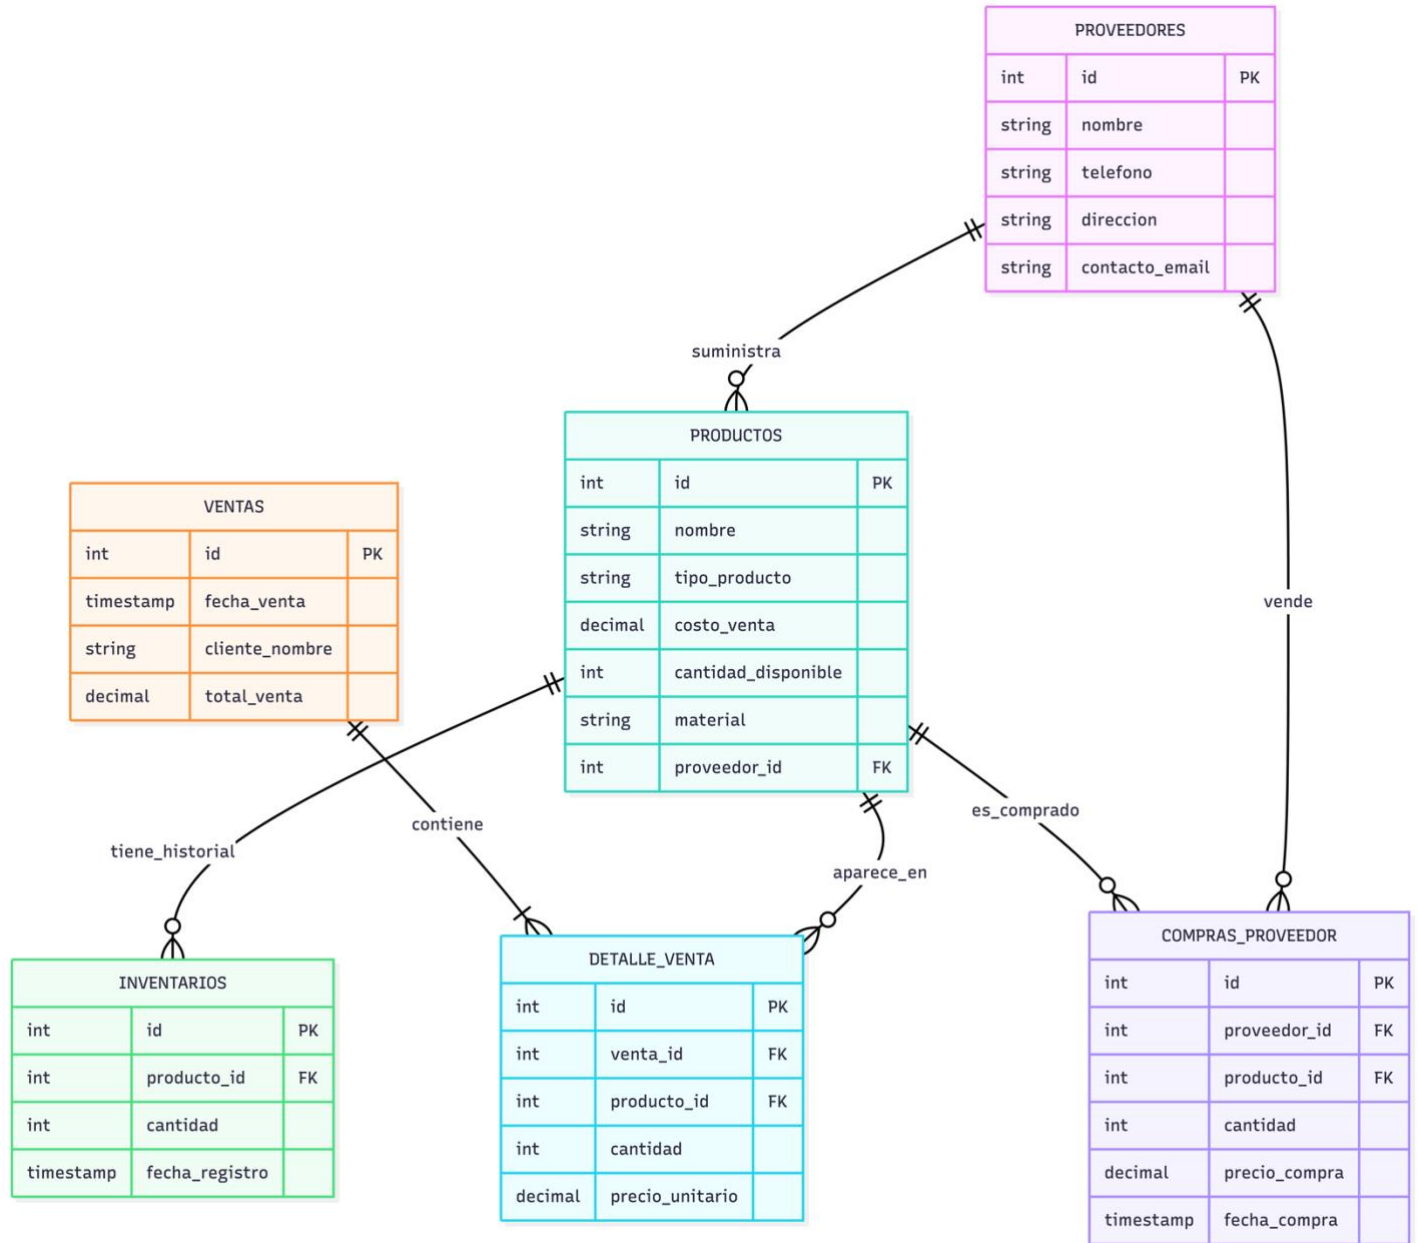 PROVEEDORES
int id PK
string nombre
string telefono
string direccion
string contacto_email
suministra
PRODUCTOS
int id PK
string nombre
string tipo_producto
decimal costo_venta
int cantidad_disponible
string material
int proveedor_id FK
VENTAS
int id PK
timestamp fecha_venta
string cliente_nombre
decimal total_venta
vende
tiene_historial
contiene
aparece_en
es_comprado
INVENTARIOS
int id PK
int producto_id FK
int cantidad
timestamp fecha_registro
DETALLE_VENTA
int id PK
int venta_id FK
int producto_id FK
int cantidad
decimal precio_unitario
COMPRAS_PROVEEDOR
int id PK
int proveedor_id FK
int producto_id FK
int cantidad
decimal precio_compra
timestamp fecha_compra